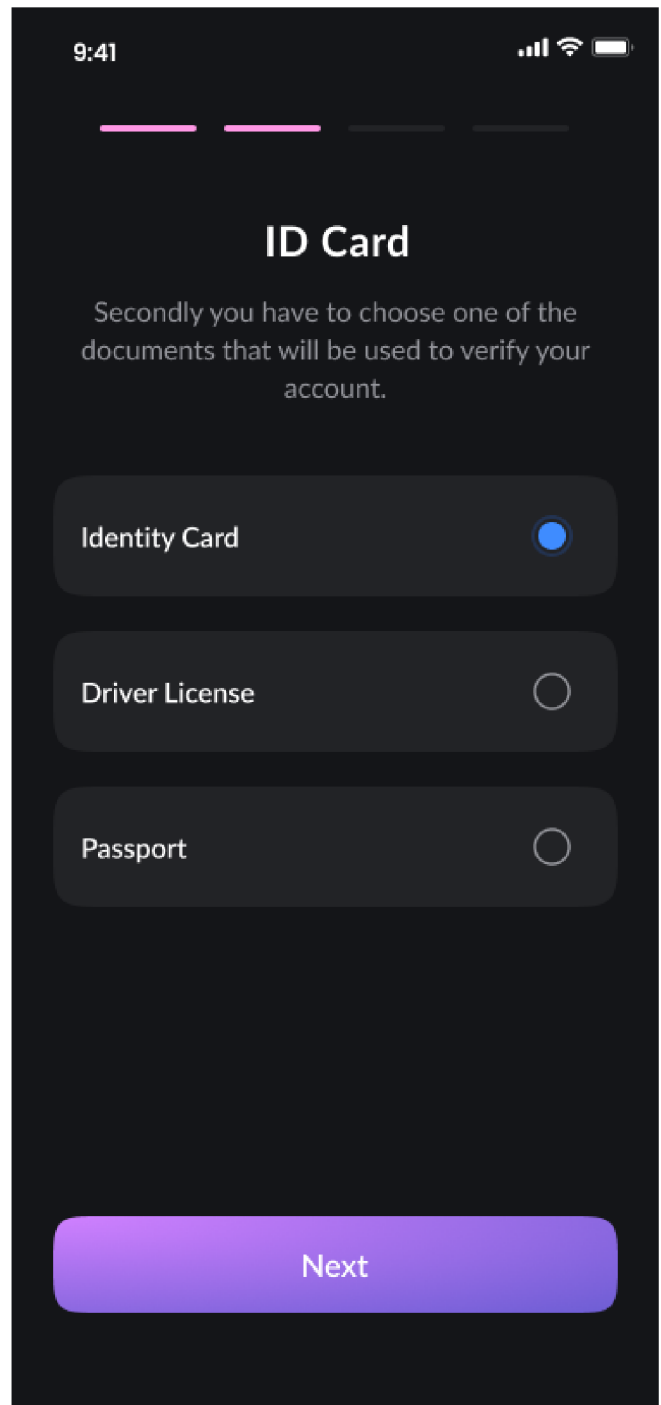 9:41
ID Card
Secondly you have to choose one of the
documents that will be used to verify your
account.
Identity Card
Driver License
Passport
Next